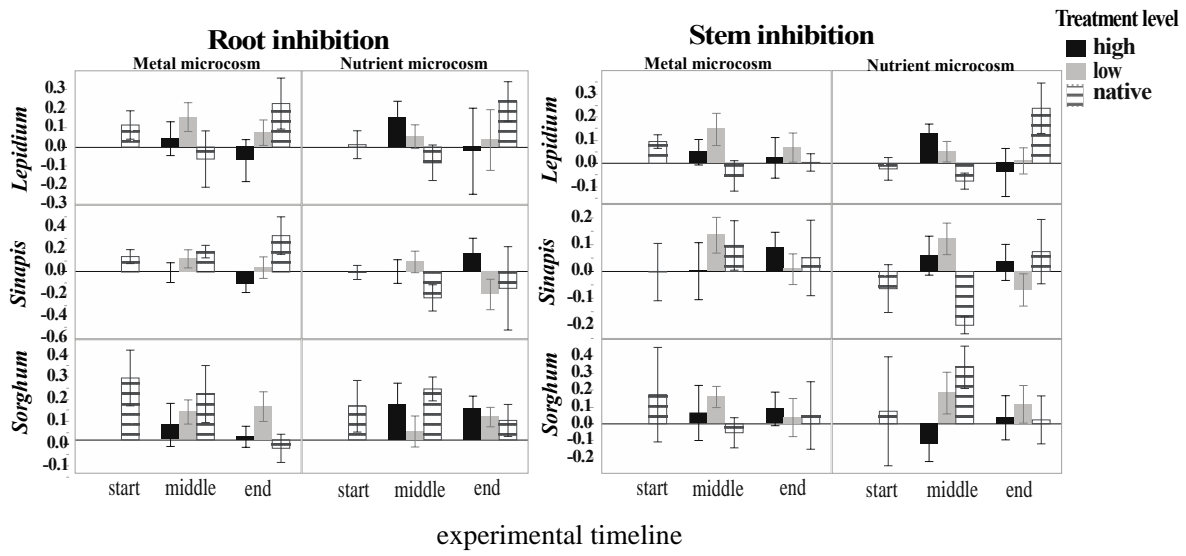 Root inhibition
Stem inhibition
Treatment level
high
low
native
Metal microcosm
Nutrient microcosm
Metal microcosm
Nutrient microcosm
Lepidium
0.3
0.2
0.1
0.0
-0.1
-0.2
-0.3
Lepidium
0.3
0.2
0.1
0.0
-0.1
Sinapis
0.4
0.2
0.0
-0.2
-0.4
-0.6
Sinapis
0.2
0.1
0.0
-0.1
-0.2
Sorghum
0.4
0.3
0.2
0.1
0.0
-0.1
Sorghum
0.4
0.3
0.2
0.1
0.0
-0.1
-0.2
start middle end start middle end start middle end start middle end
experimental timeline